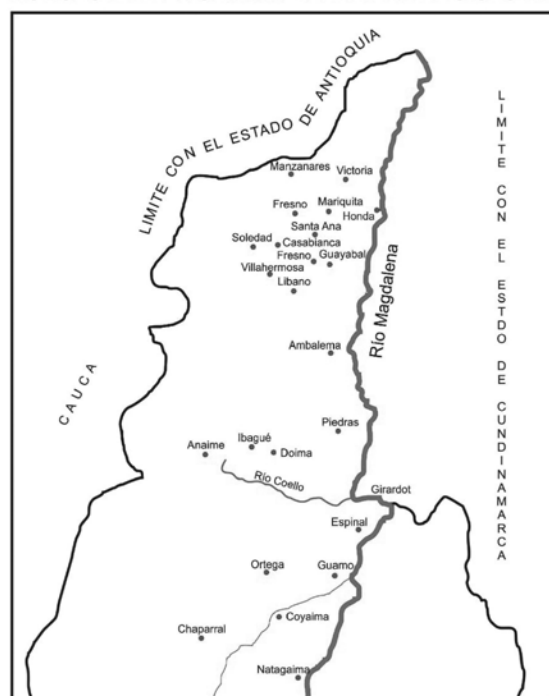 LIMITE CON EL ESTADO DE ANTIOQUIA
LIMITE CON EL ESTDO DE CUNDINAMARCA
Manzanares
Victoria
Fresno
Mariquita
Honda
Santa Ana
Soledad
Casabianca
Fresno
Guayabal
Villahermosa
Libano
Río Magdalena
Ambalema
CAUCA
Piedras
Ibagué
Anaime
Doima
Río Coello
Girardot
Espinal
Ortega
Guamo
Coyaima
Chaparral
Natagaima